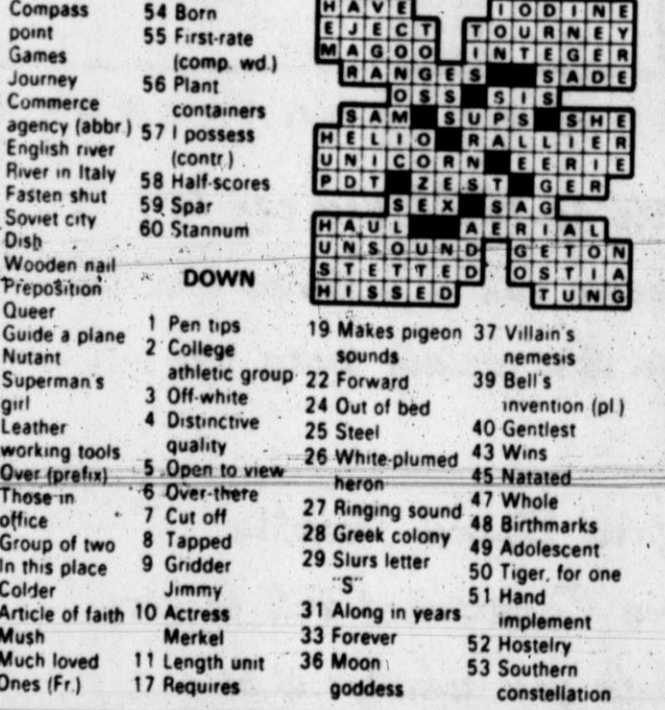 Compass
point
Games
Journey
Commerce
agency (abbr.)
English river
River in Italy
Fasten shut
Soviet city
Dish
Wooden nail
Preposition
Queer
Guide a plane
Nutant
Superman's
girl
Leather
working tools
Over (prefix)
Those in
office
Group of two
In this place
Colder
Article of faith
Mush
Much loved
Ones (Fr.)
54 Born
55 First-rate
(comp. wd.)
56 Plant
containers
57 I possess
(contr.)
58 Half-scores
59 Spar
60 Stannum
DOWN
1 Pen tips
2 College
athletic group
3 Off-white
4 Distinctive
quality
5 Open to view
6 Over-there
7 Cut off
8 Tapped
9 Gridder
Jimmy
10 Actress
Merkel
11 Length unit
17 Requires
HAVE IODINE
EJECT TOURNEY
MAGOO INTEGER
RANGES SADE
OSS SIS
SAM SUPS SHE
HELIO RALLIER
UNICORN EERIE
PDT ZEST GER
SEX SAG
HAUL AERIAL
UNSOUND GETON
STETTED OSTIA
HISSED TUNG
19 Makes pigeon
sounds
22 Forward
24 Out of bed
25 Steel
26 White-plumed
heron
27 Ringing sound
28 Greek colony
29 Slurs letter
"S"
31 Along in years
33 Forever
36 Moon
goddess
37 Villain's
nemesis
39 Bell's
invention (pl.)
40 Gentlest
43 Wins
45 Natated
47 Whole
48 Birthmarks
49 Adolescent
50 Tiger, for one
51 Hand
implement
52 Hostelry
53 Southern
constellation